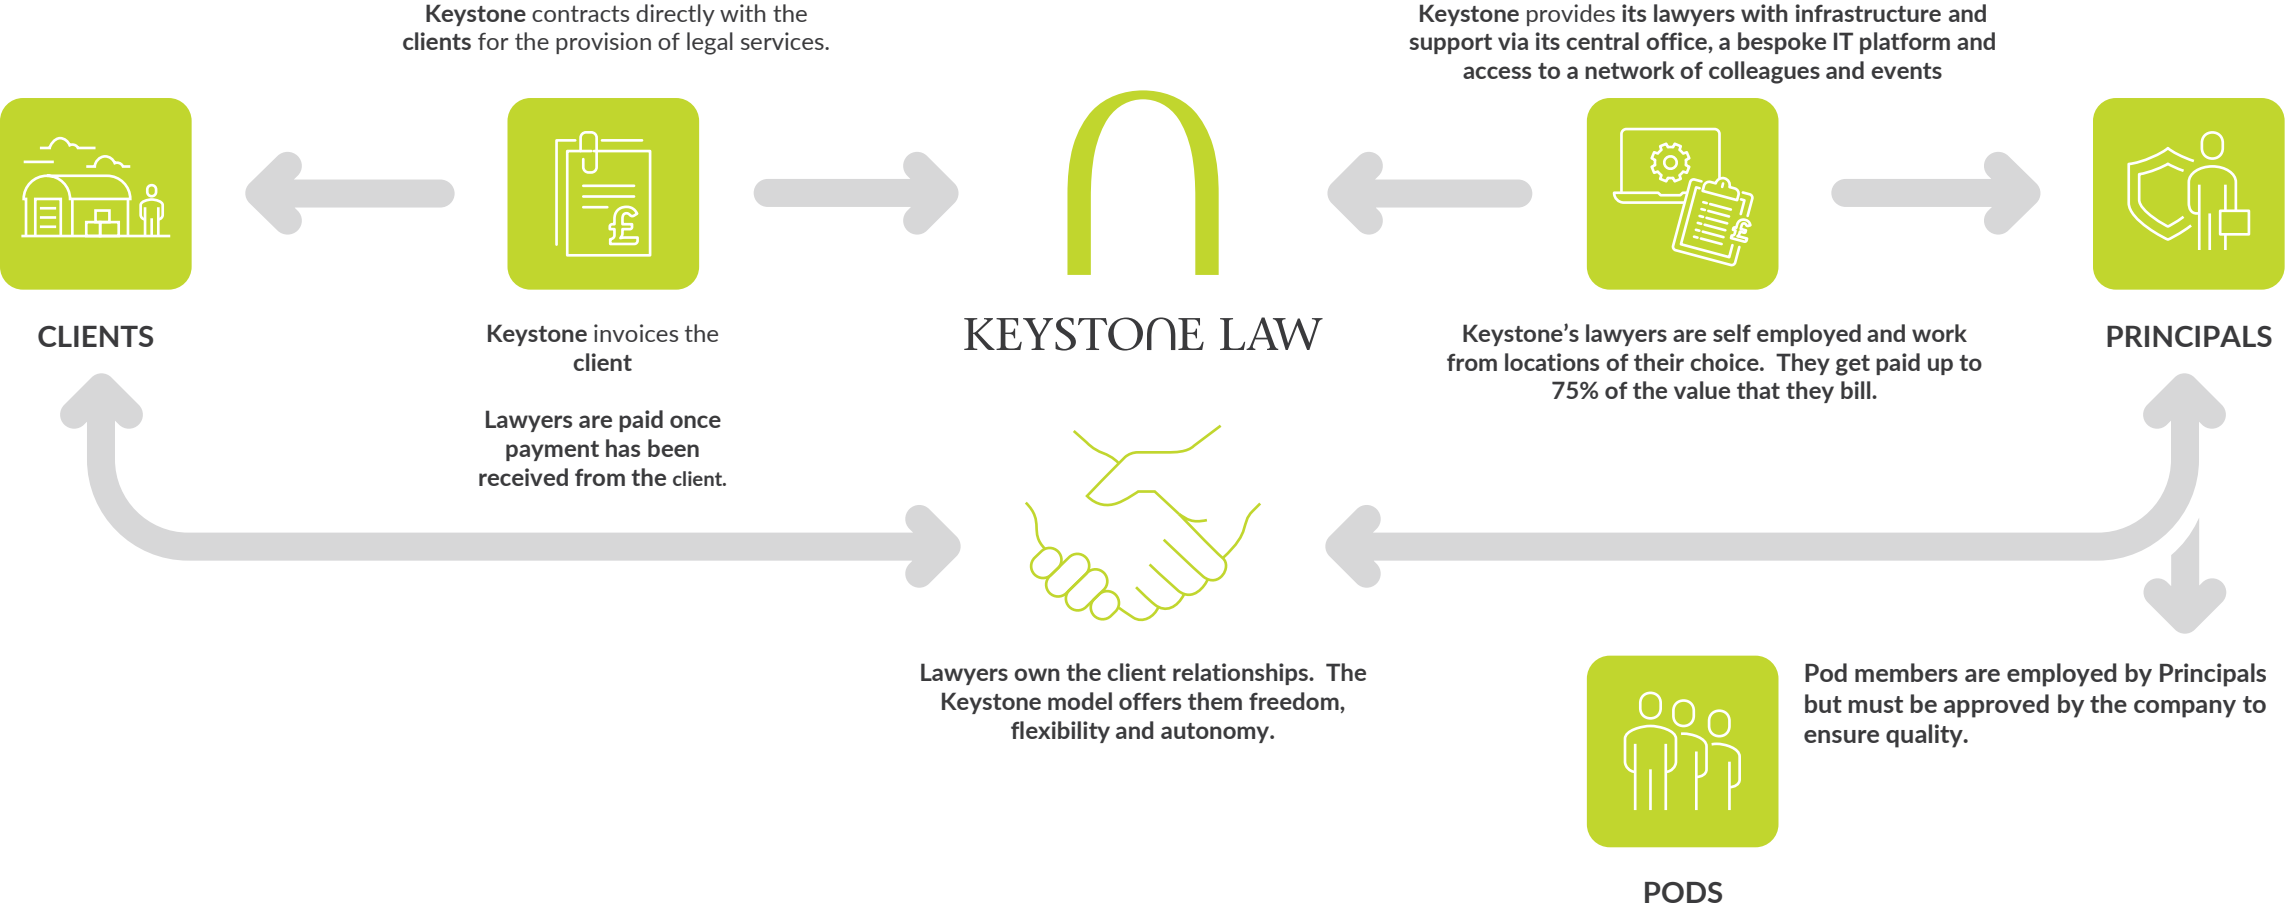 Keystone contracts directly with the
clients for the provision of legal services.
Keystone provides its lawyers with infrastructure and
support via its central office, a bespoke IT platform and
access to a network of colleagues and events
CLIENTS
Keystone invoices the
client
Lawyers are paid once
payment has been
received from the client.
KEYSTONE LAW
Keystone’s lawyers are self employed and work
from locations of their choice.  They get paid up to
75% of the value that they bill.
PRINCIPALS
Lawyers own the client relationships.  The
Keystone model offers them freedom,
flexibility and autonomy.
Pod members are employed by Principals
but must be approved by the company to
ensure quality.
PODS